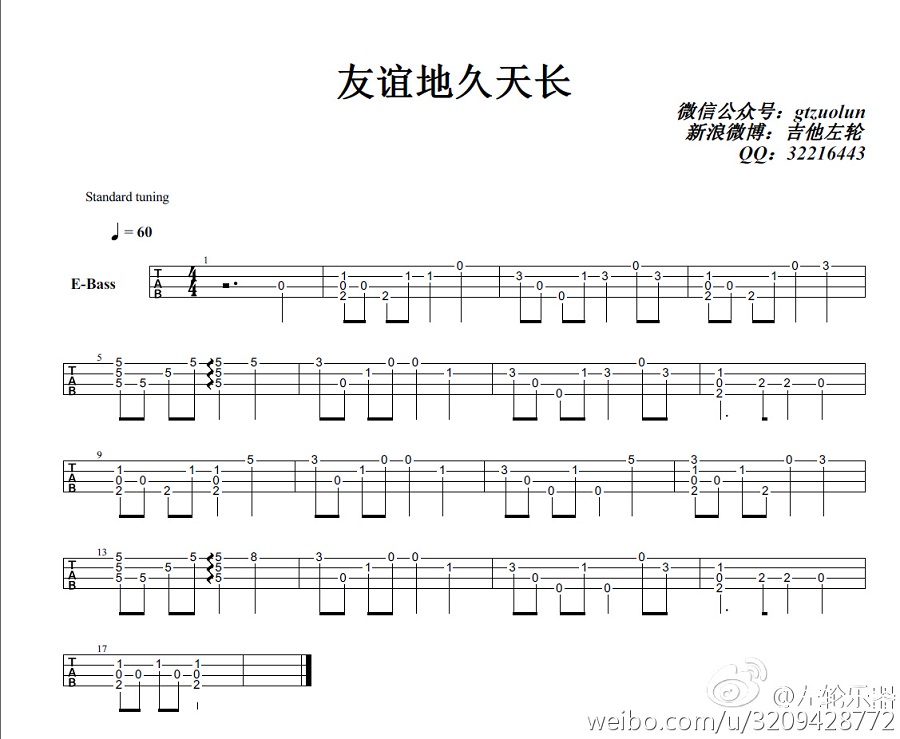 友谊地久天长
微信公众号：gtzuolun
新浪微博：吉他左轮
QQ：32216443
Standard tuning
♩ = 60
1
E-Bass
T A B 4 4 0 1 0 2 0 2 1 1 0 3 0 0 1 3 0 3 1 0 2 0 2 1 0 3
5
T A B 5 5 5 5 5 5 5 5 5 5 3 0 1 0 0 1 3 0 0 1 3 0 3 1 0 2 2 2 0
9
T A B 1 0 2 0 2 1 1 0 2 5 3 0 1 0 0 1 3 0 0 1 0 5 3 1 0 2 0 1 2 0 3
13
T A B 5 5 5 5 5 5 5 5 5 8 3 0 1 0 0 1 3 0 0 1 0 0 3 1 0 2 2 2 0
17
T A B 1 0 2 0 1 0 1 0 2
@左轮乐器
weibo.com/u/3209428772